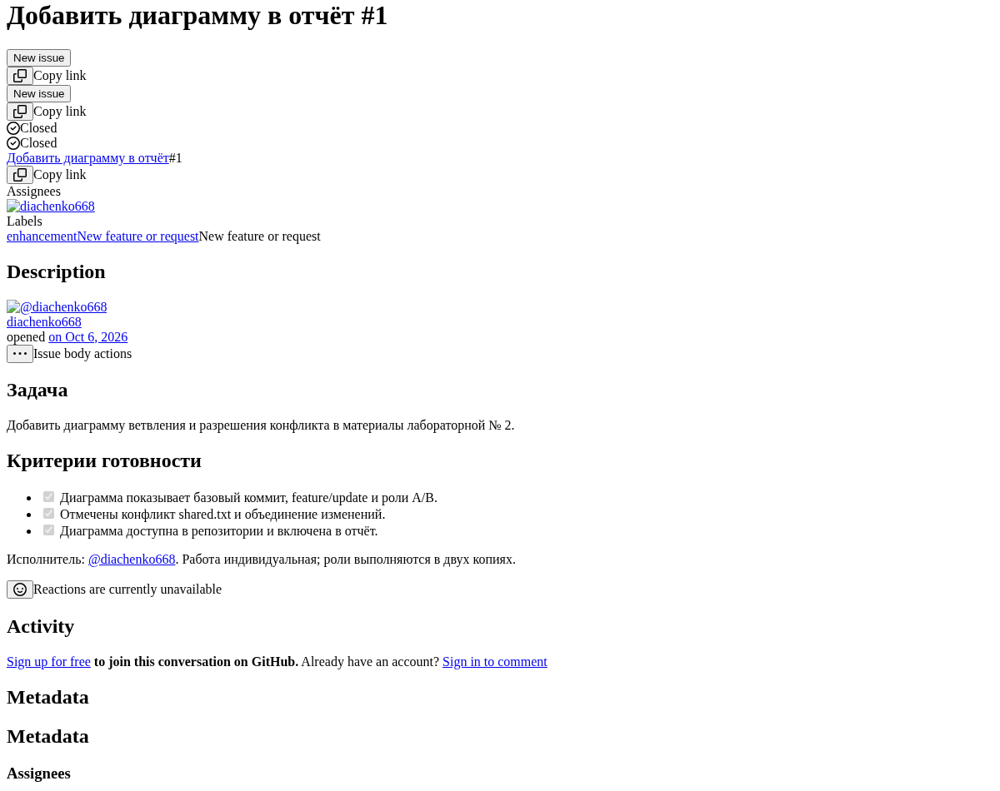 Добавить диаграмму в отчёт #1
New issue
Copy link
New issue
Copy link
Closed
Closed
Добавить диаграмму в отчёт#1
Copy link
Assignees
diachenko668
Labels
enhancementNew feature or requestNew feature or request
Description
@diachenko668
diachenko668
opened on Oct 6, 2026
Issue body actions
Задача
Добавить диаграмму ветвления и разрешения конфликта в материалы лабораторной № 2.
Критерии готовности
Диаграмма показывает базовый коммит, feature/update и роли A/B.
Отмечены конфликт shared.txt и объединение изменений.
Диаграмма доступна в репозитории и включена в отчёт.
Исполнитель: @diachenko668. Работа индивидуальная; роли выполняются в двух копиях.
Reactions are currently unavailable
Activity
Sign up for free to join this conversation on GitHub. Already have an account? Sign in to comment
Metadata
Metadata
Assignees